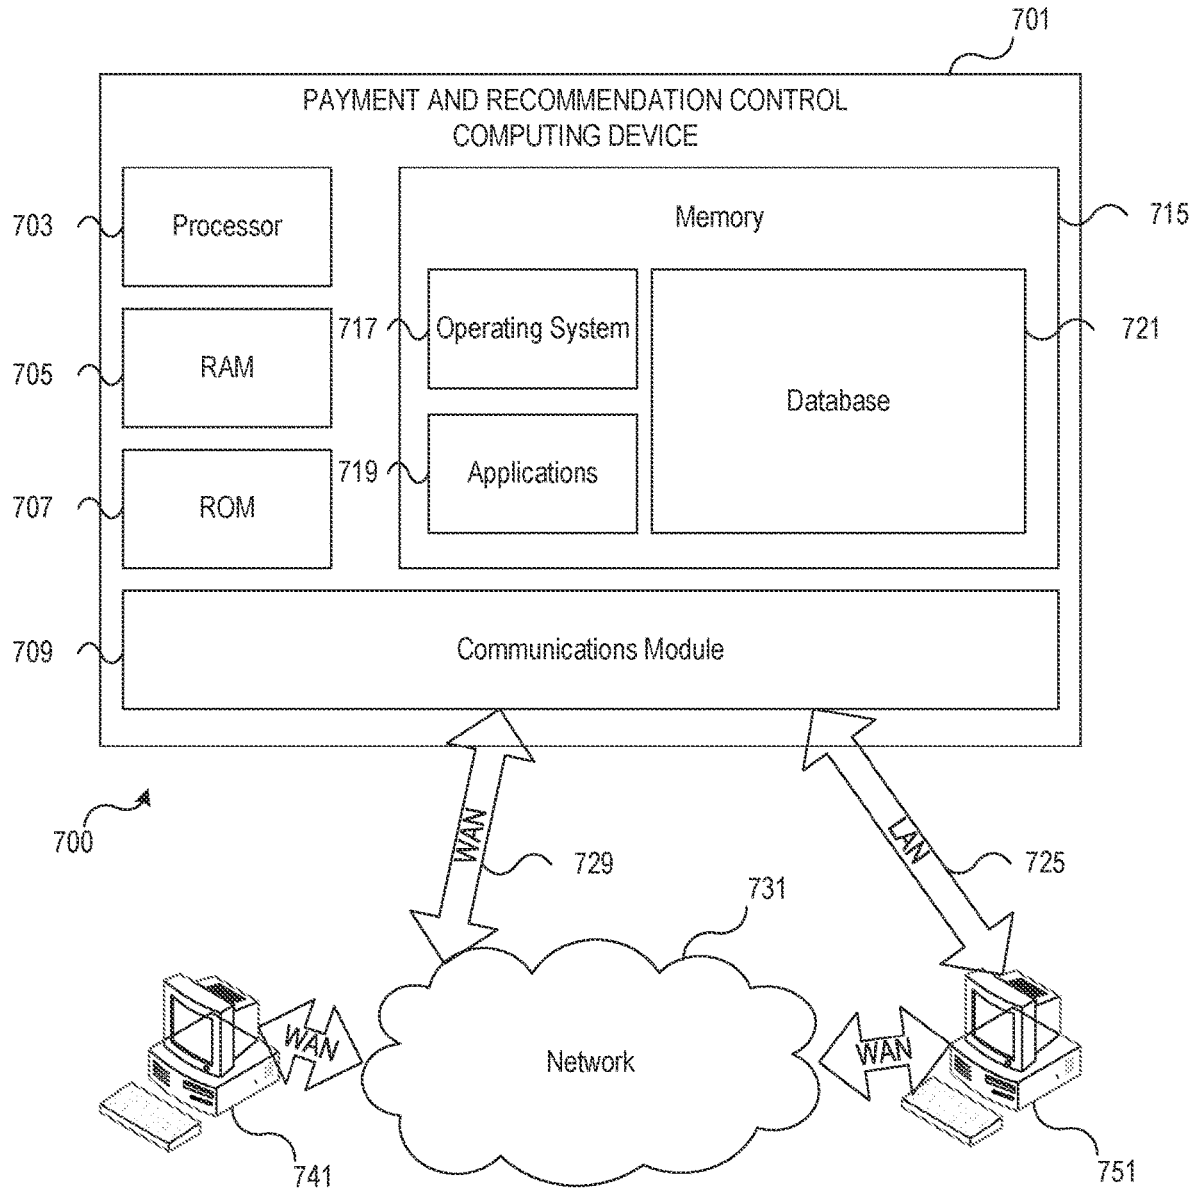 701
PAYMENT AND RECOMMENDATION CONTROL
COMPUTING DEVICE
703
Processor
Memory
715
717
Operating System
721
705
RAM
Database
719
Applications
707
ROM
709
Communications Module
700
WAN
729
LAN
725
731
WAN
Network
WAN
741
751